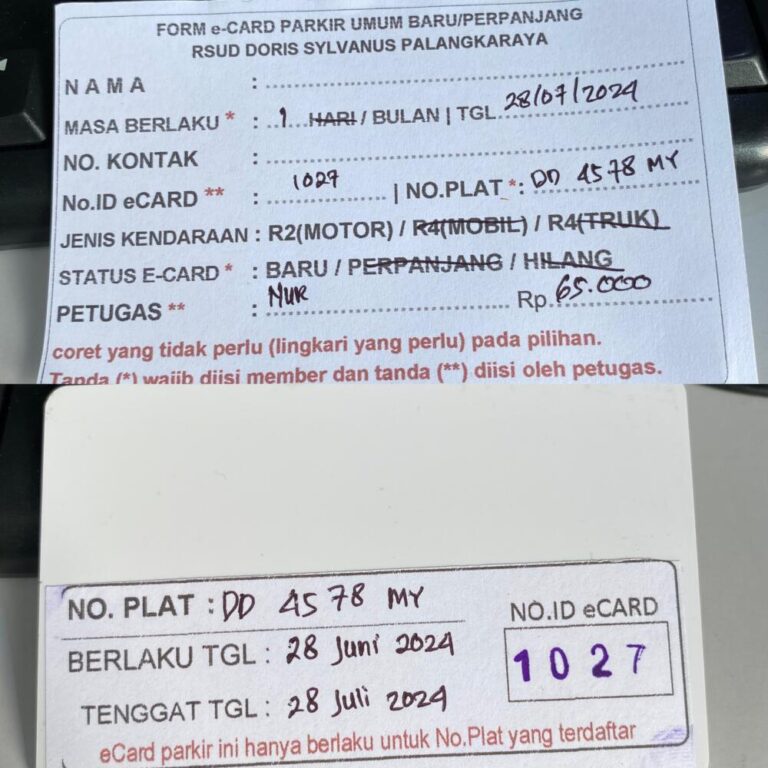 FORM e-CARD PARKIR UMUM BARU/PERPANJANG
RSUD DORIS SYLVANUS PALANGKARAYA
N A M A :
MASA BERLAKU * : 1 HARI / BULAN | TGL 28/07/2024
NO. KONTAK :
No.ID eCARD ** : 1027 | NO.PLAT *: DD 4578 MY
JENIS KENDARAAN : R2(MOTOR) / R4(MOBIL) / R4(TRUK)
STATUS E-CARD * : BARU / PERPANJANG / HILANG
PETUGAS ** : NUR Rp. 65.000
coret yang tidak perlu (lingkari yang perlu) pada pilihan.
Tanda (*) wajib diisi member dan tanda (**) diisi oleh petugas.
NO. PLAT : DD 4578 MY
BERLAKU TGL : 28 Juni 2024
TENGGAT TGL : 28 Juli 2024
NO.ID eCARD
1027
eCard parkir ini hanya berlaku untuk No.Plat yang terdaftar